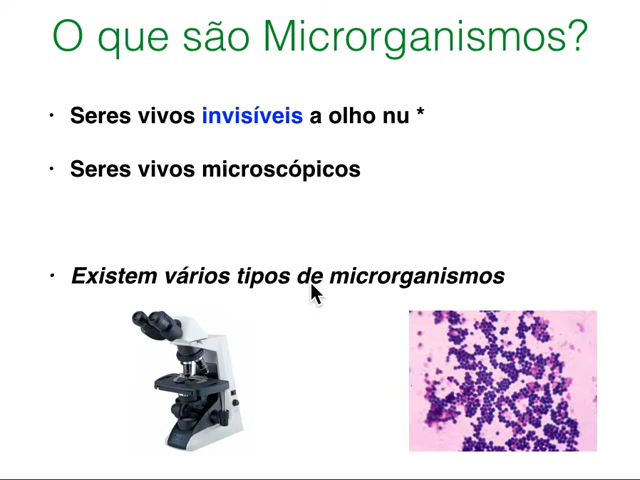 O que são Microrganismos?
• Seres vivos invisíveis a olho nu *
• Seres vivos microscópicos
• Existem vários tipos de microrganismos